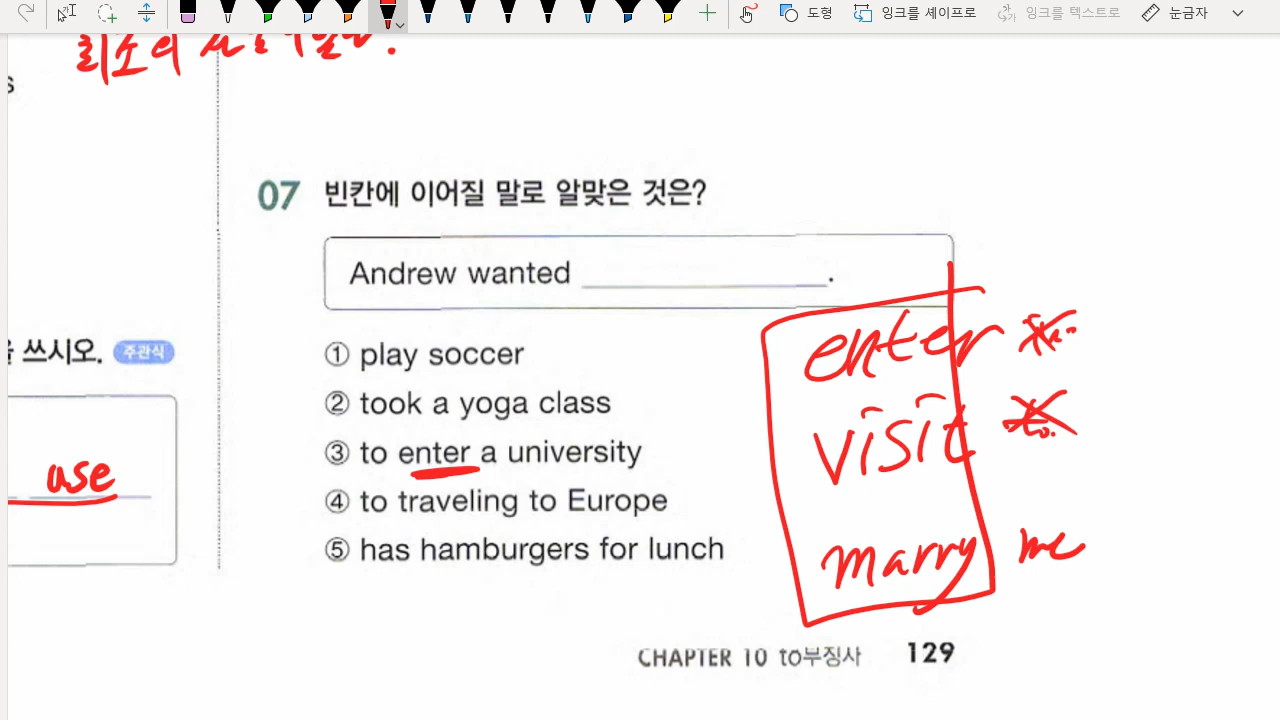 도형
잉크를 셰이프로
잉크를 텍스트로
눈금자
최소의
s
07 빈칸에 이어질 말로 알맞은 것은?
Andrew wanted ____________.
① play soccer
② took a yoga class
③ to enter a university
④ to traveling to Europe
⑤ has hamburgers for lunch
쓰시오. 주관식
use
enter
visit to.
marry me
CHAPTER 10 to부정사 129